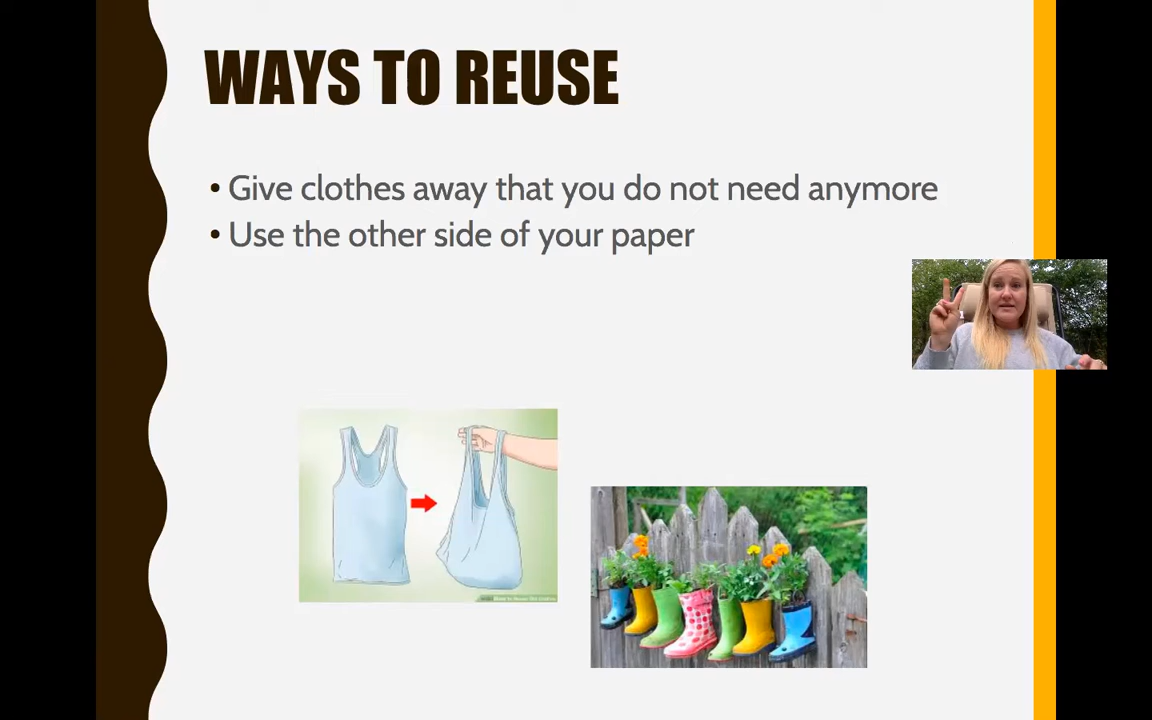 WAYS TO REUSE
• Give clothes away that you do not need anymore
• Use the other side of your paper